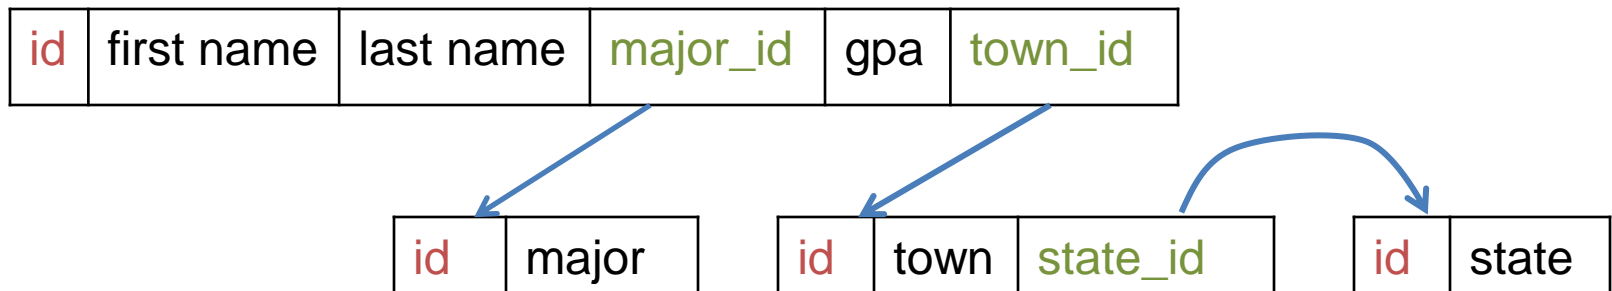 id first name last name major_id gpa town_id
id major id town state_id id state